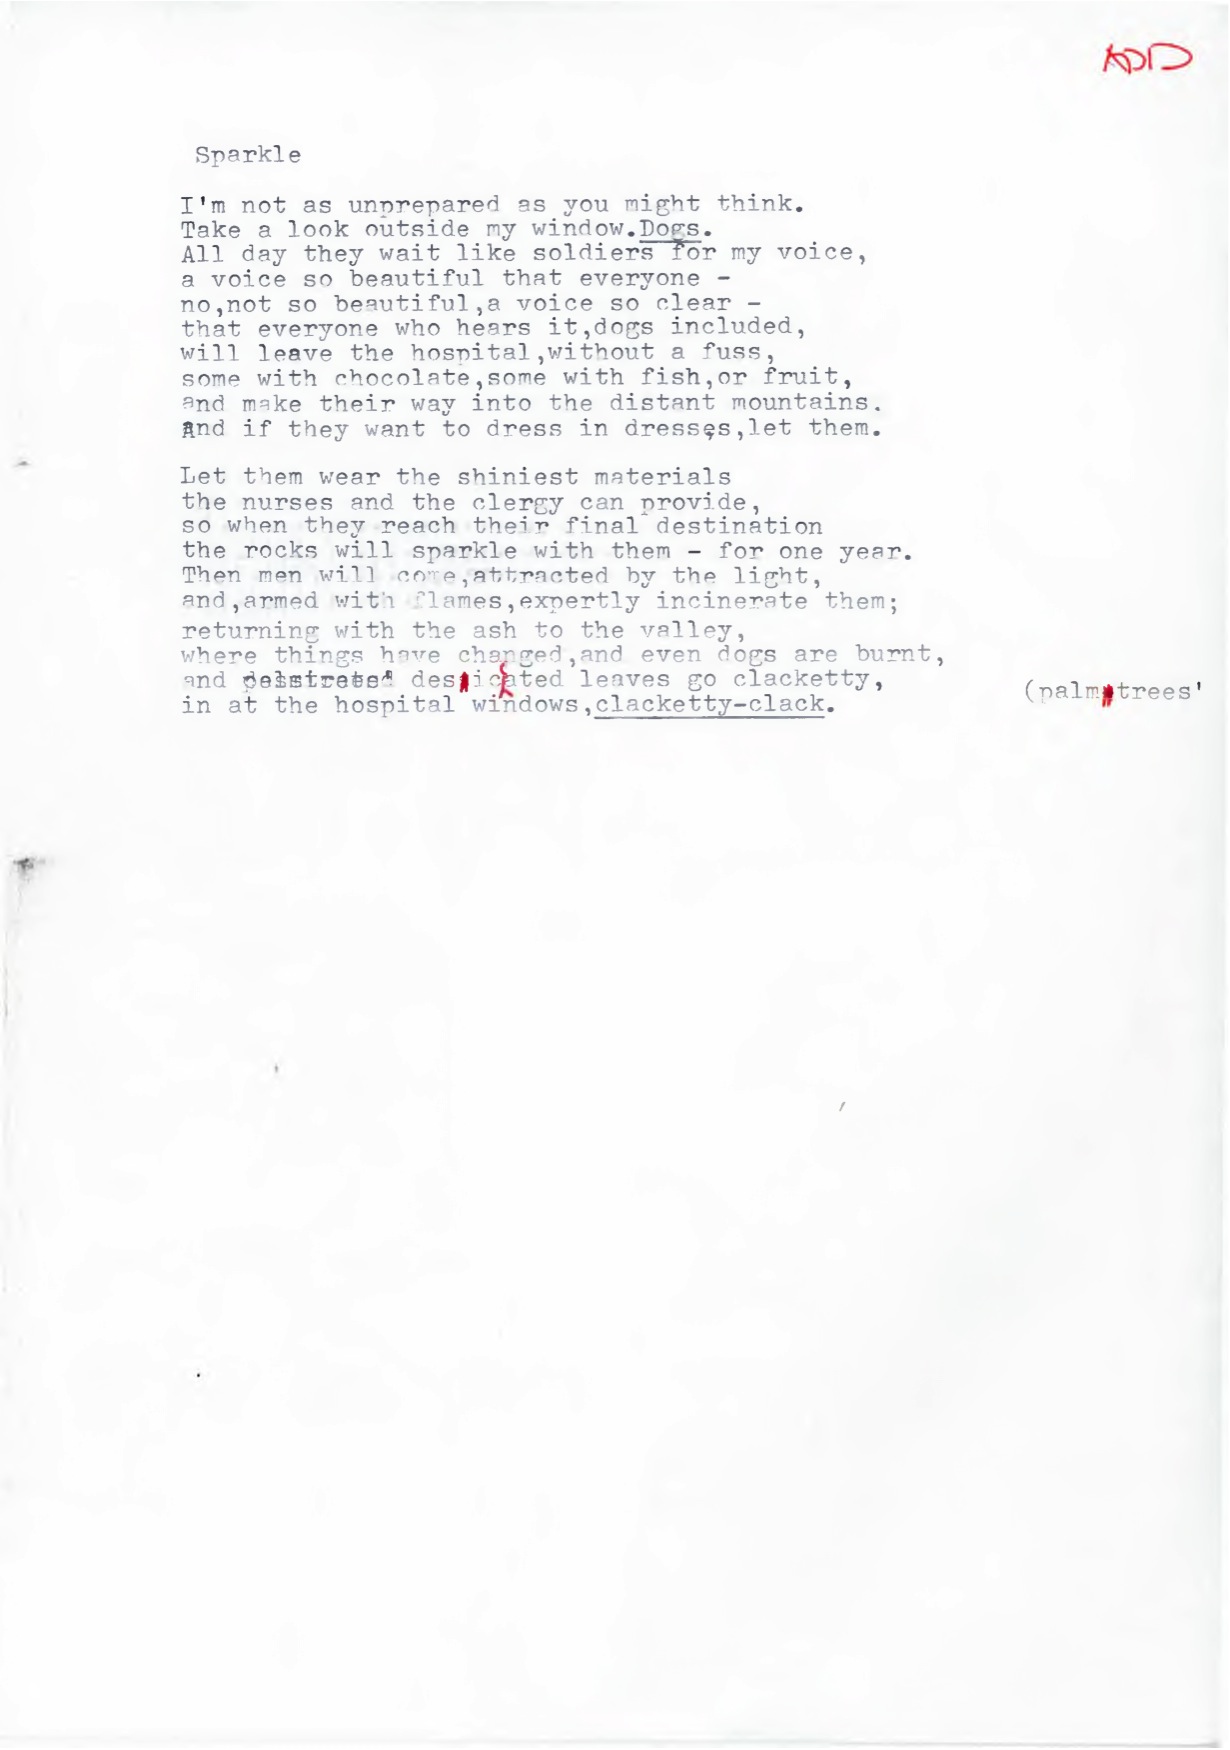 ADD
Sparkle
I'm not as unprepared as you might think.
Take a look outside my window.Dogs.
All day they wait like soldiers for my voice,
a voice so beautiful that everyone -
no,not so beautiful,a voice so clear -
that everyone who hears it,dogs included,
will leave the hospital,without a fuss,
some with chocolate,some with fish,or fruit,
and make their way into the distant mountains.
And if they want to dress in dresses,let them.
Let them wear the shiniest materials
the nurses and the clergy can provide,
so when they reach their final destination
the rocks will sparkle with them - for one year.
Then men will come,attracted by the light,
and,armed with flames,expertly incinerate them;
returning with the ash to the valley,
where things have changed,and even dogs are burnt,
and desiccated leaves go clacketty,
(palm trees'
in at the hospital windows,clacketty-clack.